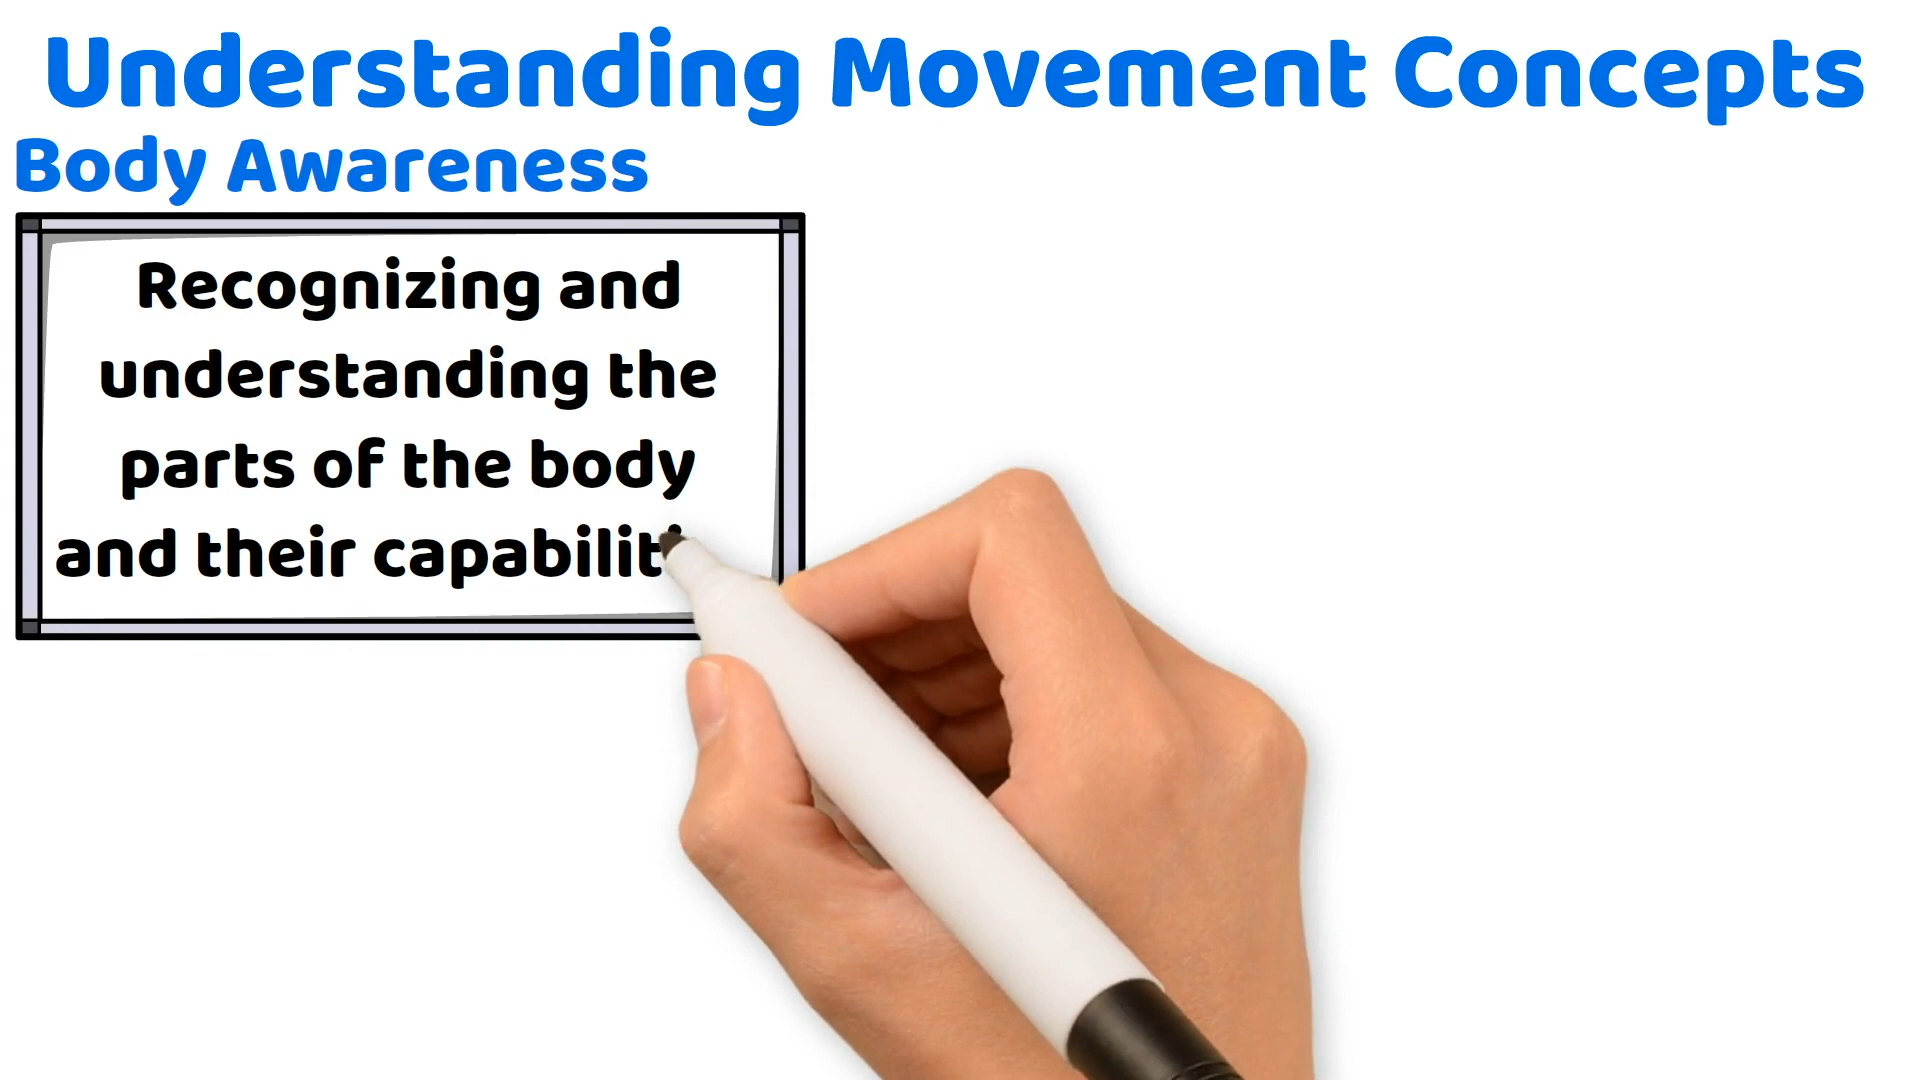 Understanding Movement Concepts
Body Awareness
Recognizing and
understanding the
parts of the body
and their capabilit